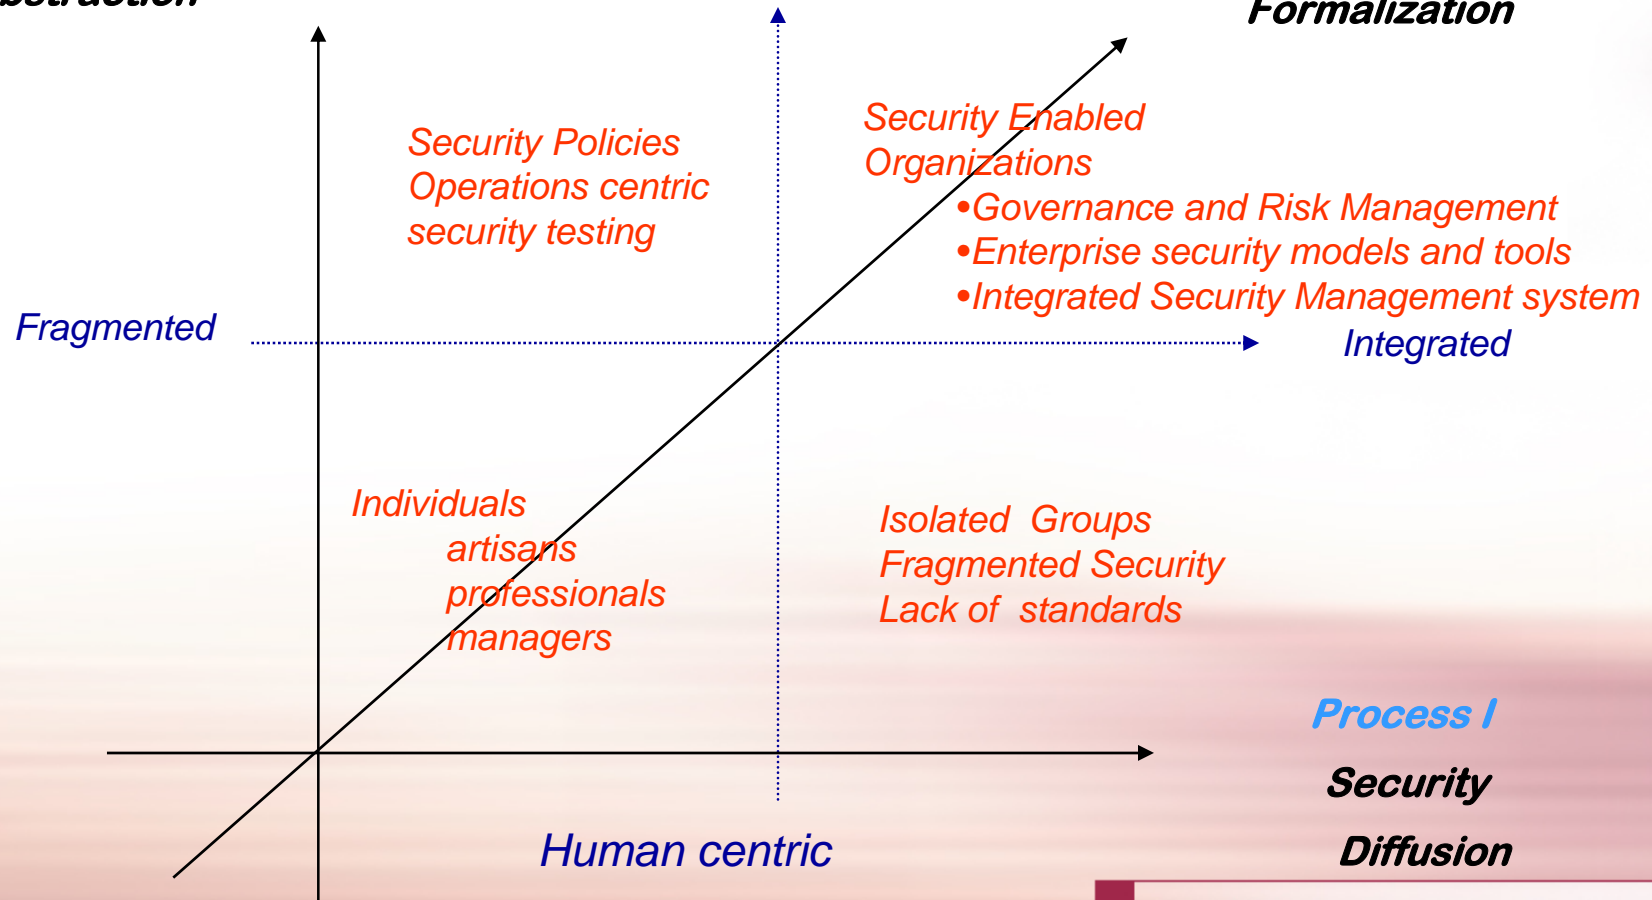 Formalization
Security Policies
Operations centric
security testing
Security Enabled
Organizations
•Governance and Risk Management
•Enterprise security models and tools
•Integrated Security Management system
Fragmented
Integrated
Individuals
artisans
professionals
managers
Isolated Groups
Fragmented Security
Lack of standards
Process I
Security
Diffusion
Human centric